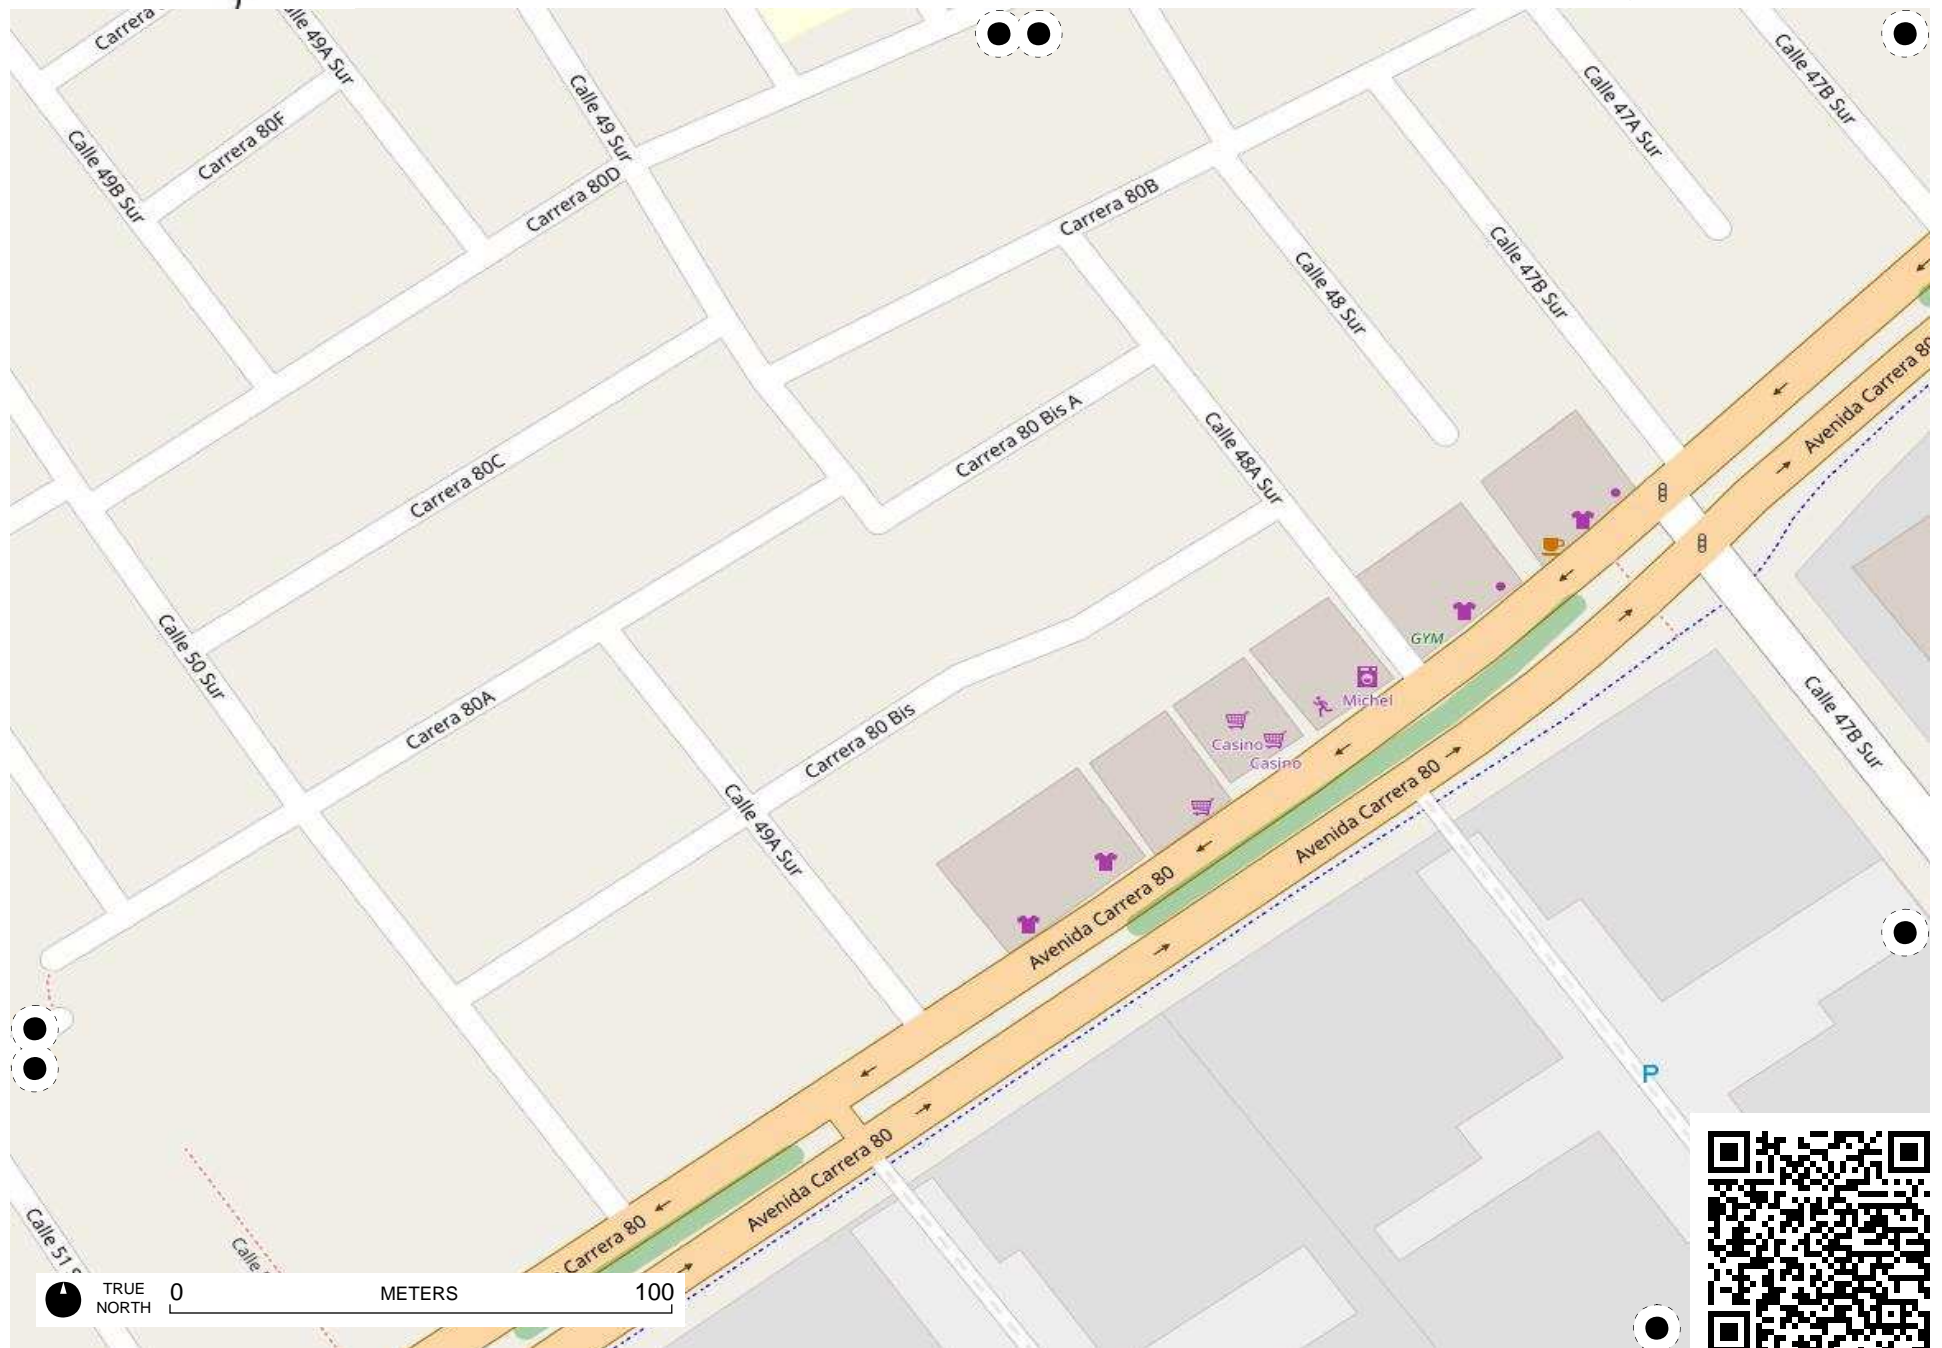 Carrera
Calle 49A Sur
Calle 49 Sur
Calle 47B Sur
Calle 47A Sur
Carrera 80F
Calle 49B Sur
Carrera 80D
Carrera 80B
Calle 48 Sur
Calle 47B Sur
Avenida Carrera 80
Carrera 80 Bis A
Calle 48A Sur
Carrera 80C
Calle 50 Sur
GYM
Michel
Carera 80A
Carrera 80 Bis
Casino
Casino
Calle 47B Sur
Calle 49A Sur
Avenida Carrera 80
Avenida Carrera 80
P
Avenida Carrera 80
Carrera 80
Calle 51
Calle
TRUE
NORTH
0 METERS 100